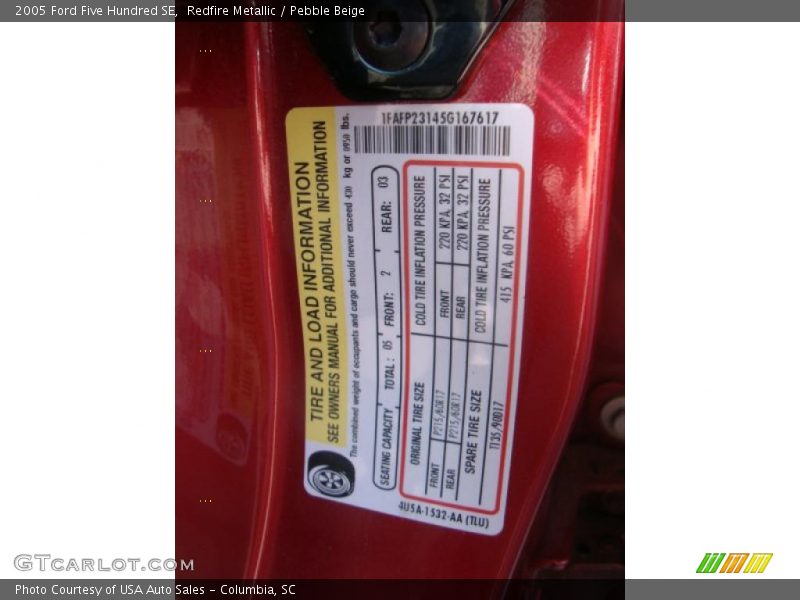 2005 Ford Five Hundred SE,  Redfire Metallic / Pebble Beige
1FAFP23145G167617
TIRE AND LOAD INFORMATION
SEE OWNERS MANUAL FOR ADDITIONAL INFORMATION
The combined weight of occupants and cargo should never exceed 430 kg or 0950 lbs.
SEATING CAPACITY TOTAL: 05 FRONT: 2 REAR: 03
ORIGINAL TIRE SIZE COLD TIRE INFLATION PRESSURE
FRONT P215/60R17 FRONT 220 KPA, 32 PSI
REAR P215/60R17 REAR 220 KPA, 32 PSI
SPARE TIRE SIZE COLD TIRE INFLATION PRESSURE
T135/90D17 415 KPA, 60 PSI
4U5A-1532-AA (TLU)
GTCarLot.com
Photo Courtesy of USA Auto Sales - Columbia, SC